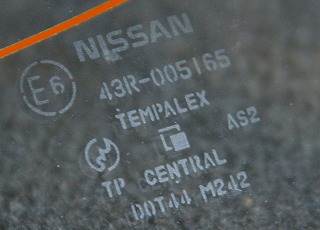 NISSAN
E6 43R-005165
TEMPALEX
AS2
TP CENTRAL
DOT44 M242